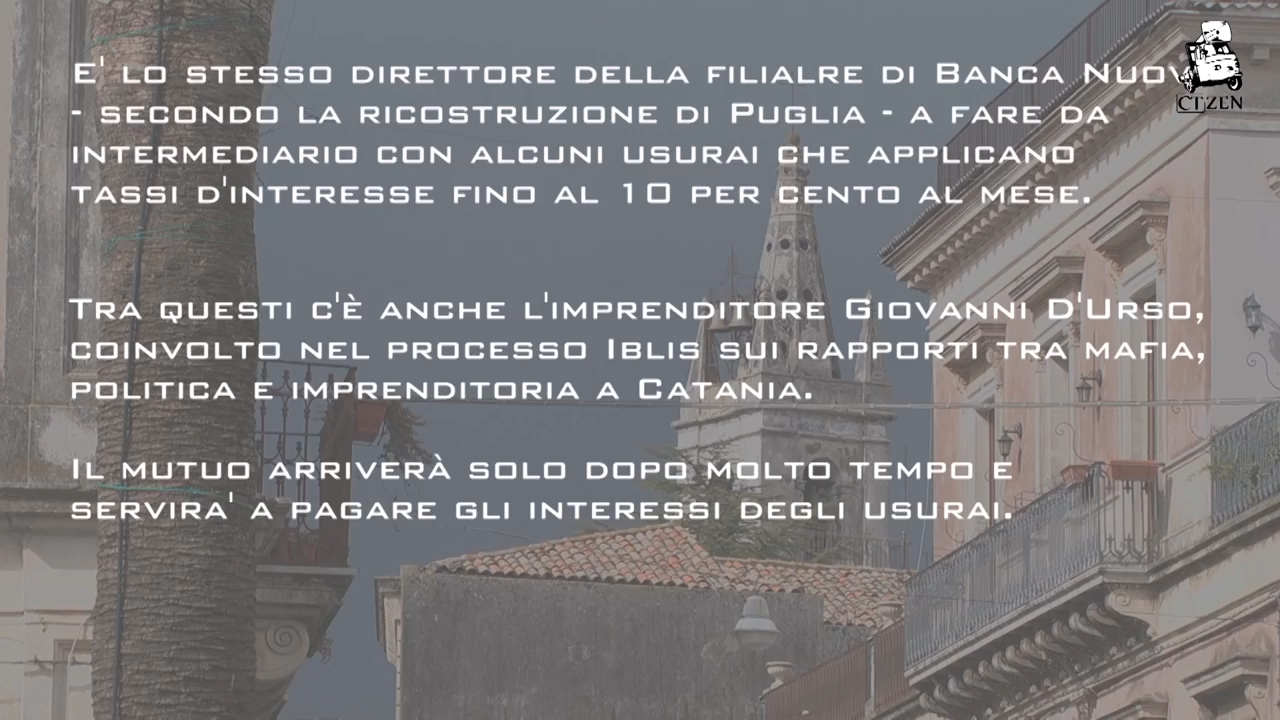 E' LO STESSO DIRETTORE DELLA FILIALRE DI BANCA
- SECONDO LA RICOSTRUZIONE DI PUGLIA - A FARE DA
INTERMEDIARIO CON ALCUNI USURAI CHE APPLICANO
TASSI D'INTERESSE FINO AL 10 PER CENTO AL MESE.
TRA QUESTI C'È ANCHE L'IMPRENDITORE GIOVANNI D'URSO,
COINVOLTO NEL PROCESSO IBLIS SUI RAPPORTI TRA MAFIA,
POLITICA E IMPRENDITORIA A CATANIA.
IL MUTUO ARRIVERÀ SOLO DOPO MOLTO TEMPO E
SERVIRA' A PAGARE GLI INTERESSI DEGLI USURAI.
CTZEN